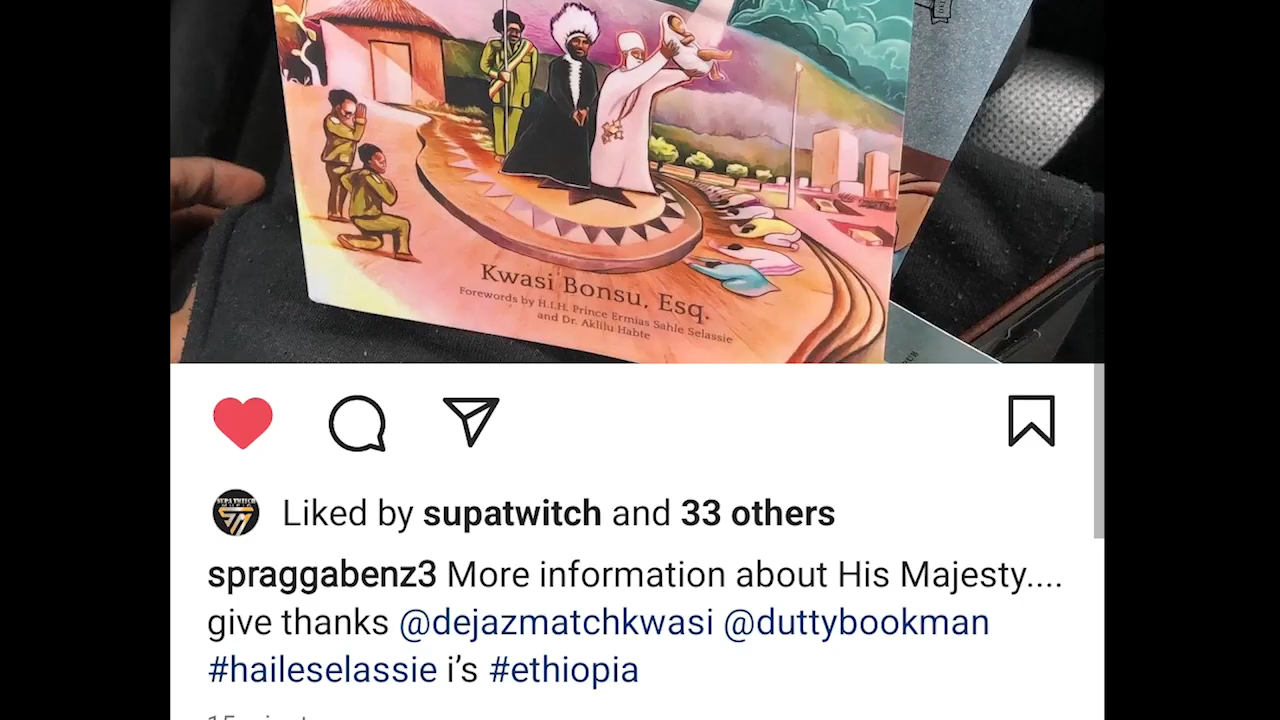 Kwasi Bonsu, Esq.
Forewords by H.I.H. Prince Ermias Sahle Selassie
and Dr. Aklilu Habte
Liked by supatwitch and 33 others
spraggabenz3 More information about His Majesty....
give thanks @dejazmatchkwasi @duttybookman
#haileselassie i’s #ethiopia